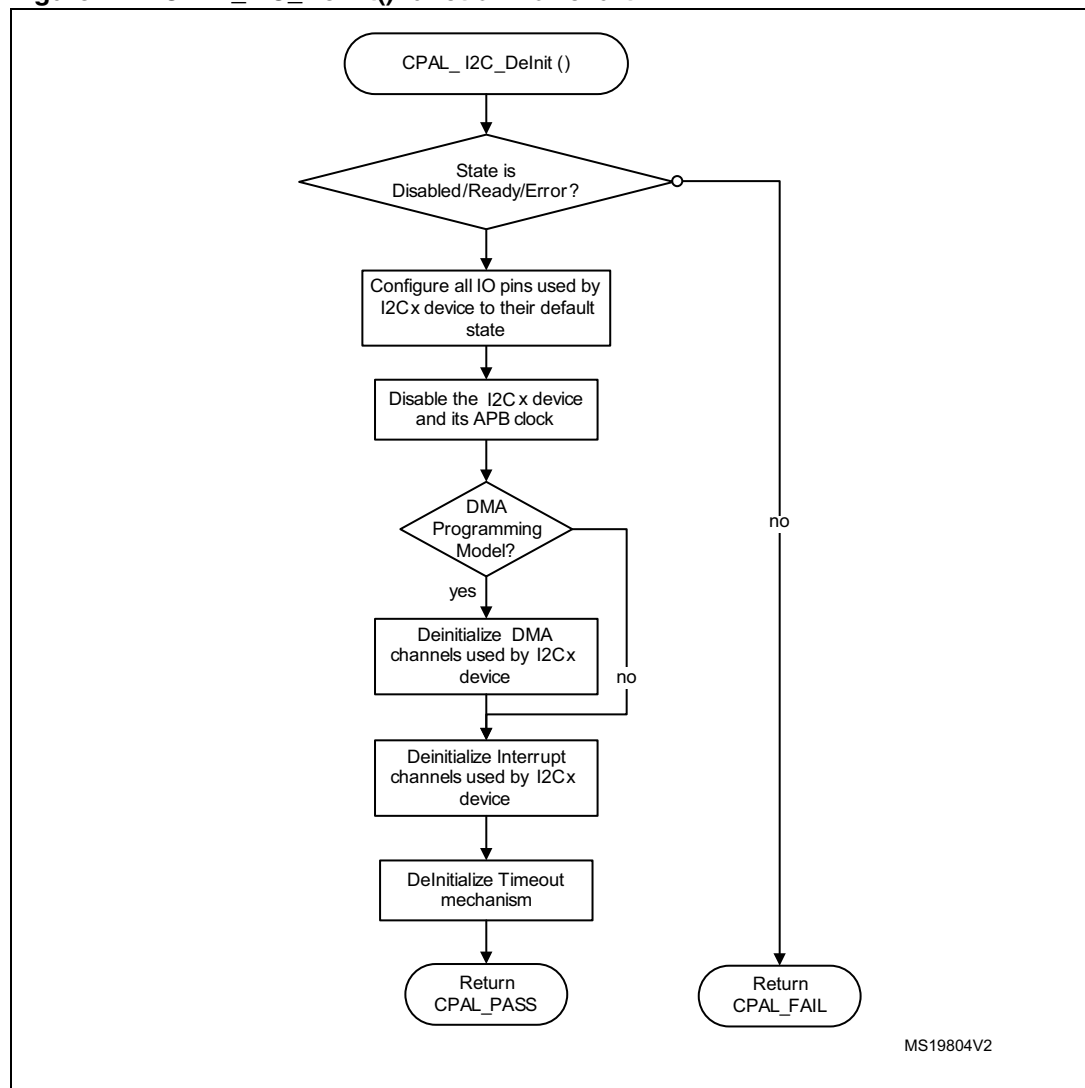 CPAL_ I2C_DeInit ()
State is
Disabled/Ready/Error?
Configure all IO pins used by
I2Cx device to their default
state
Disable the I2Cx device
and its APB clock
DMA
Programming
Model?
no
yes
Deinitialize DMA
channels used by I2Cx
device
no
Deinitialize Interrupt
channels used by I2Cx
device
DeInitialize Timeout
mechanism
Return
CPAL_PASS
Return
CPAL_FAIL
MS19804V2